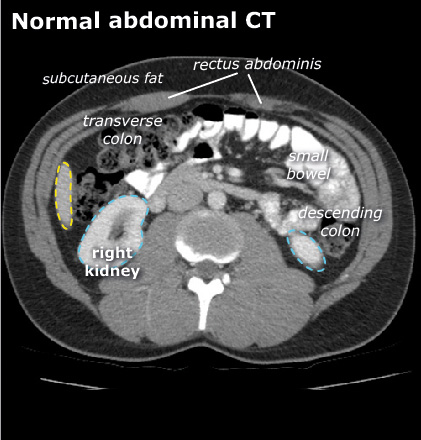 Normal abdominal CT
rectus abdominis
subcutaneous fat
transverse
colon
small
bowel
descending
colon
right
kidney